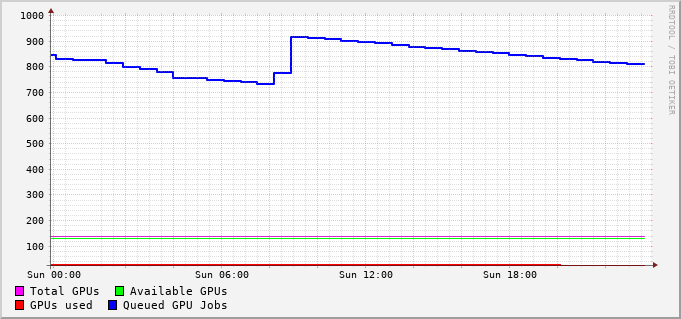 1000
900
800
700
600
500
400
300
200
100
Sun 00:00 Sun 06:00 Sun 12:00 Sun 18:00
Total GPUs Available GPUs
GPUs used Queued GPU Jobs
RRDTOOL / TOBI OETIKER